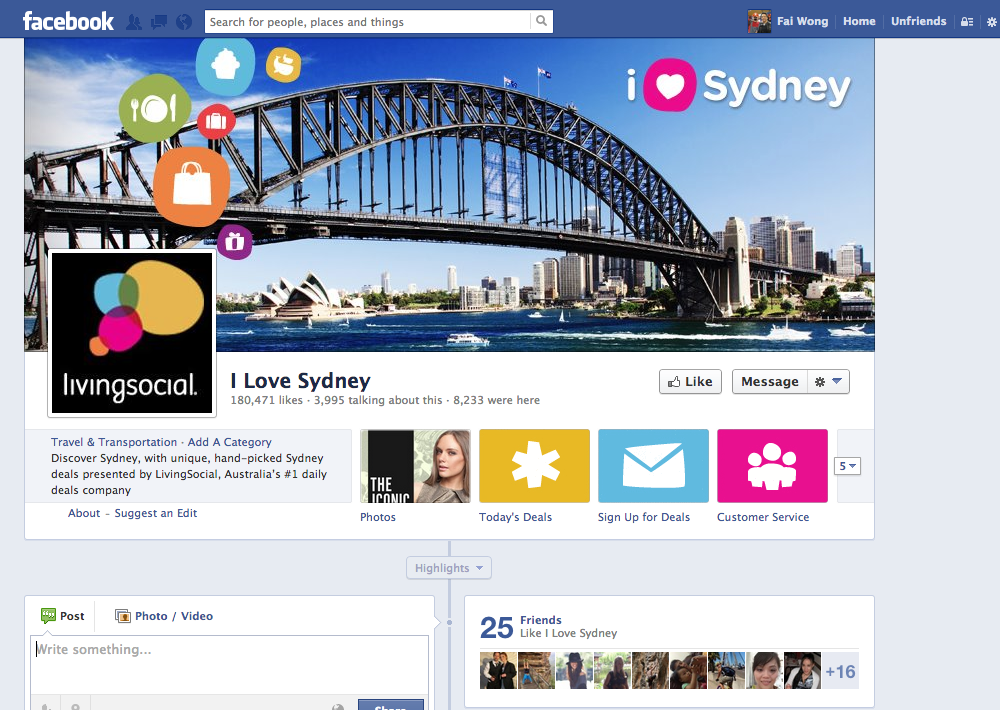 facebook
Search for people, places and things
Fai Wong
Home
Unfriends
i Sydney
livingsocial.
I Love Sydney
180,471 likes · 3,995 talking about this · 8,233 were here
Like
Message
Travel & Transportation · Add A Category
Discover Sydney, with unique, hand-picked Sydney
deals presented by LivingSocial, Australia's #1 daily
deals company
About - Suggest an Edit
THE
ICONIC
Photos
Today's Deals
Sign Up for Deals
Customer Service
5
Highlights
Post
Photo / Video
Write something...
Share
25
Friends
Like I Love Sydney
+16